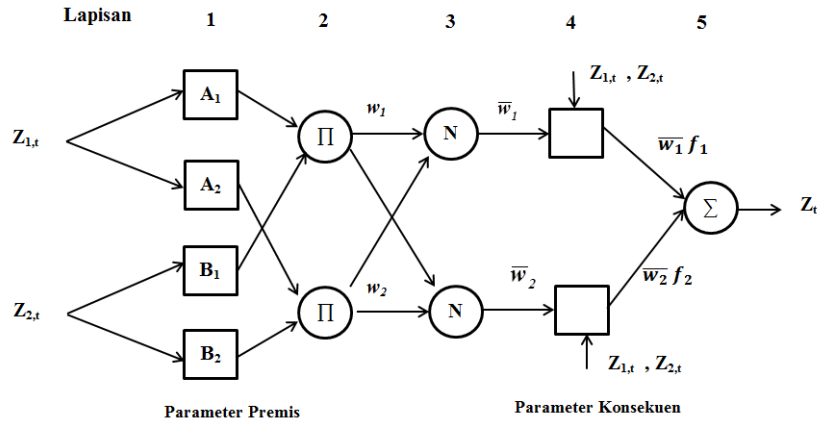 Lapisan 1 2 3 4 5
Z1,t , Z2,t
A1
w1
w̅1
Z1,t
∏
N
w̅1 f1
A2
∑
Zt
B1
w̅2 f2
w2
w̅2
Z2,t
∏
N
B2
Z1,t , Z2,t
Parameter Premis
Parameter Konsekuen